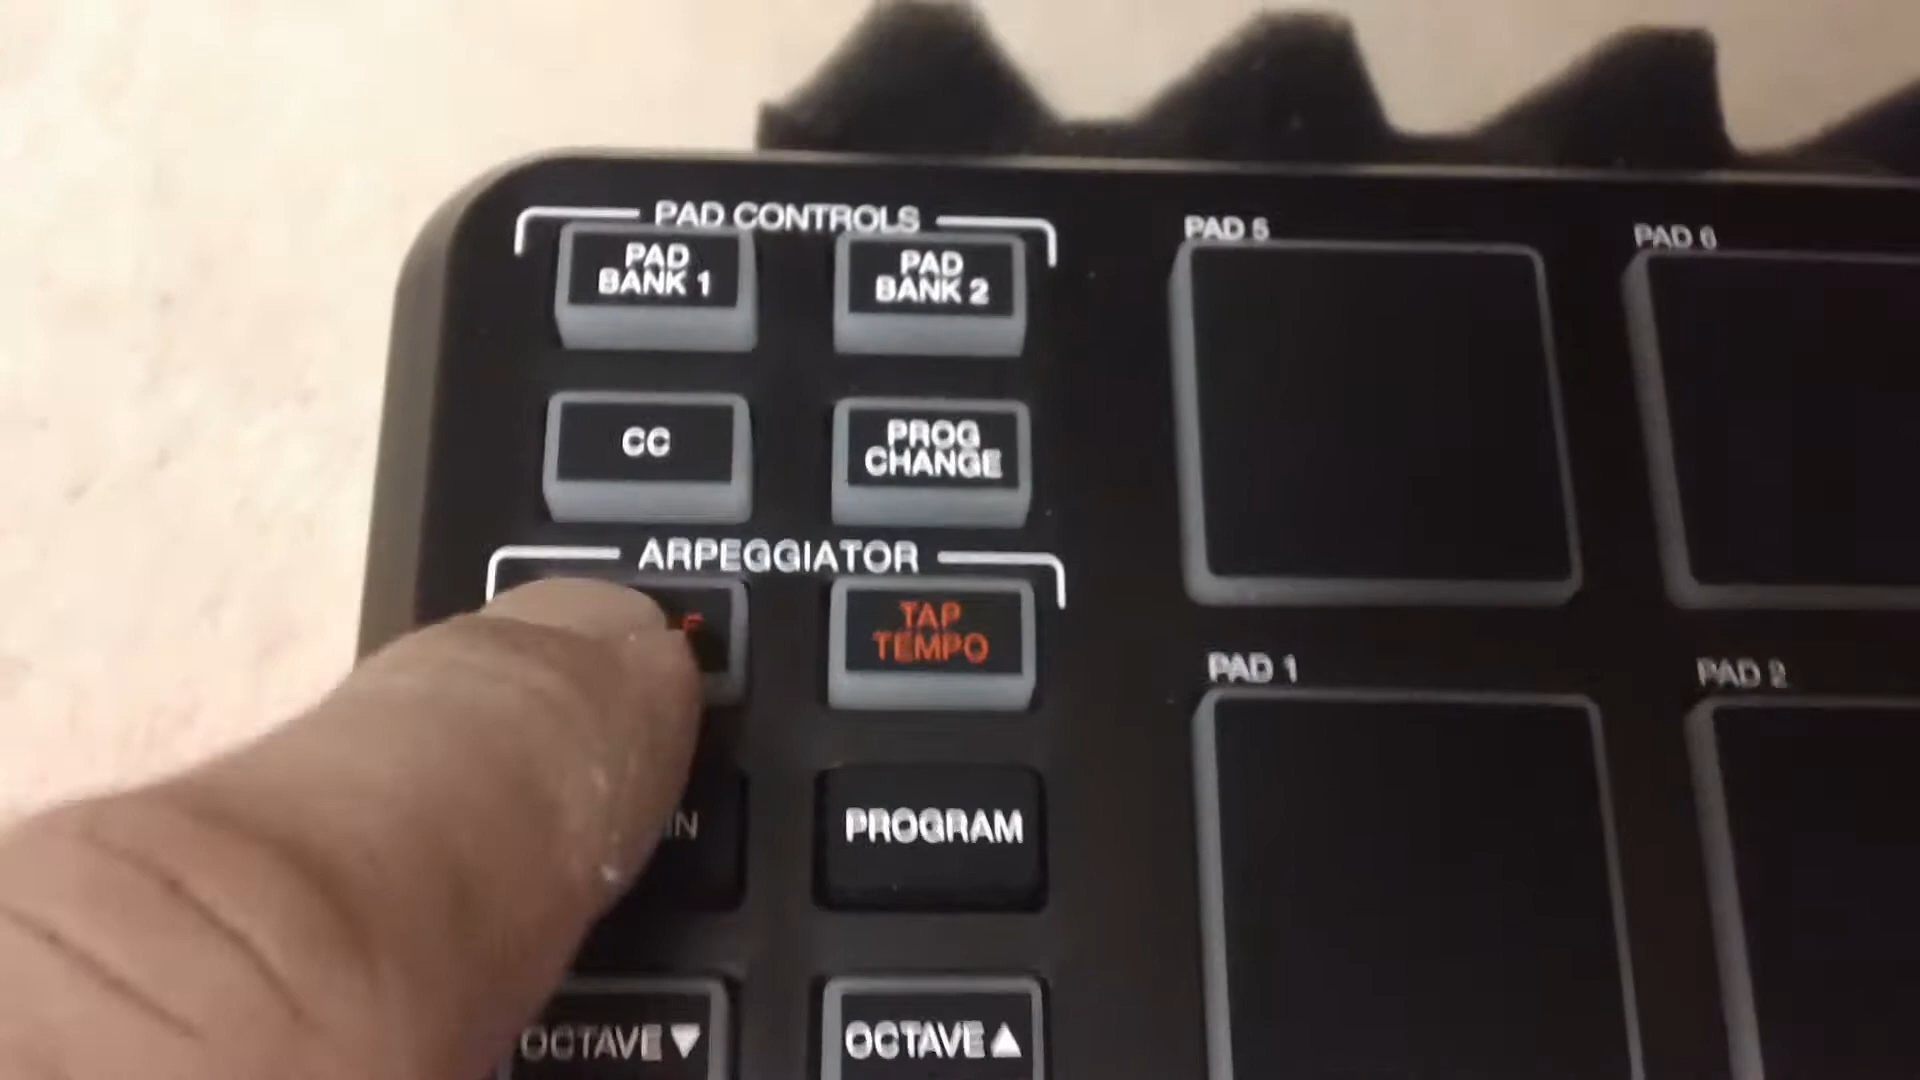 PAD CONTROLS
PAD
BANK 1
PAD
BANK 2
CC
PROG
CHANGE
ARPEGGIATOR
TAP
TEMPO
PROGRAM
OCTAVE▼
OCTAVE▲
PAD 5
PAD 6
PAD 1
PAD 2